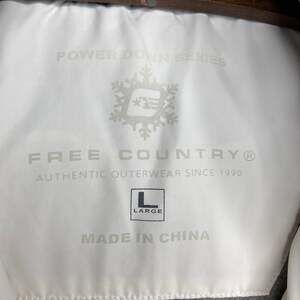 POWER DOWN SERIES
FREE COUNTRY®
AUTHENTIC OUTERWEAR SINCE 1990
L
LARGE
MADE IN CHINA